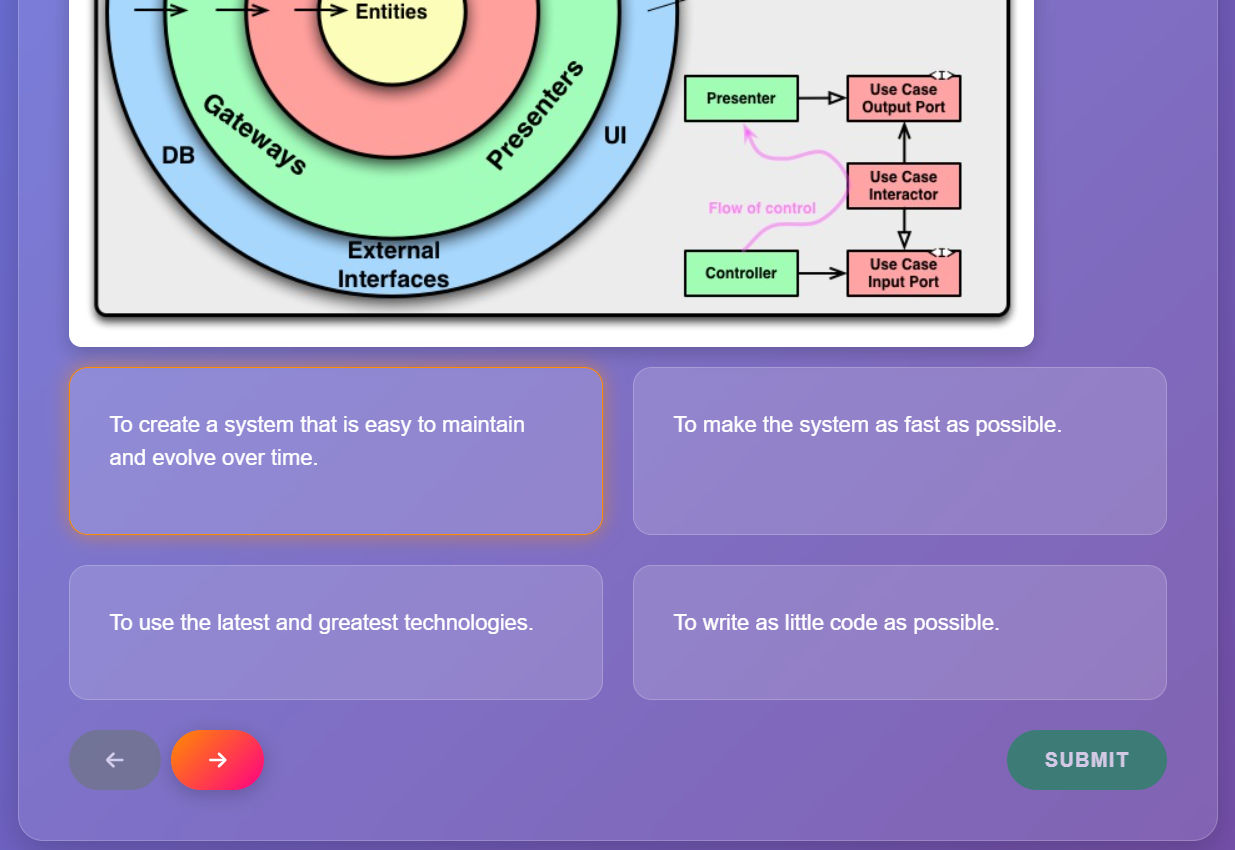 Entities
Gateways
Presenters
DB
UI
External
Interfaces
Presenter
<I>
Use Case
Output Port
Use Case
Interactor
Flow of control
Controller
<I>
Use Case
Input Port
To create a system that is easy to maintain
and evolve over time.
To make the system as fast as possible.
To use the latest and greatest technologies.
To write as little code as possible.
SUBMIT